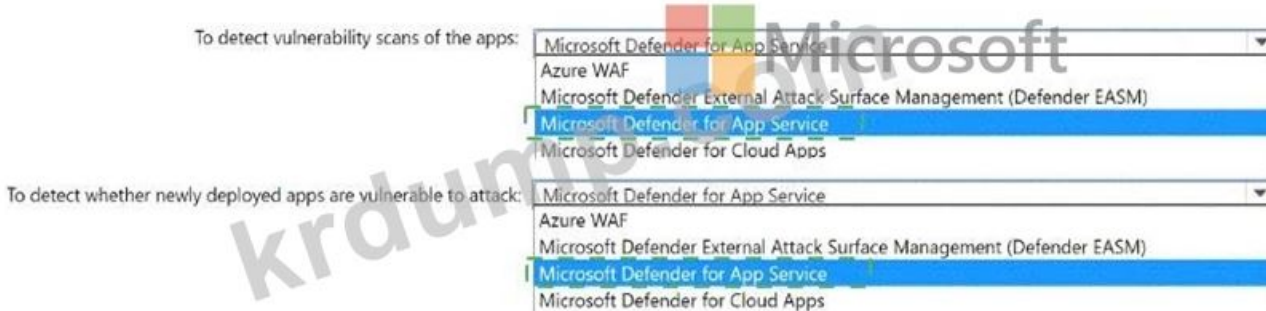 Microsoft
To detect vulnerability scans of the apps: Microsoft Defender for App Service
Azure WAF
Microsoft Defender External Attack Surface Management (Defender EASM)
Microsoft Defender for App Service
Microsoft Defender for Cloud Apps
To detect whether newly deployed apps are vulnerable to attack: Microsoft Defender for App Service
Azure WAF
Microsoft Defender External Attack Surface Management (Defender EASM)
Microsoft Defender for App Service
Microsoft Defender for Cloud Apps
krdump.com